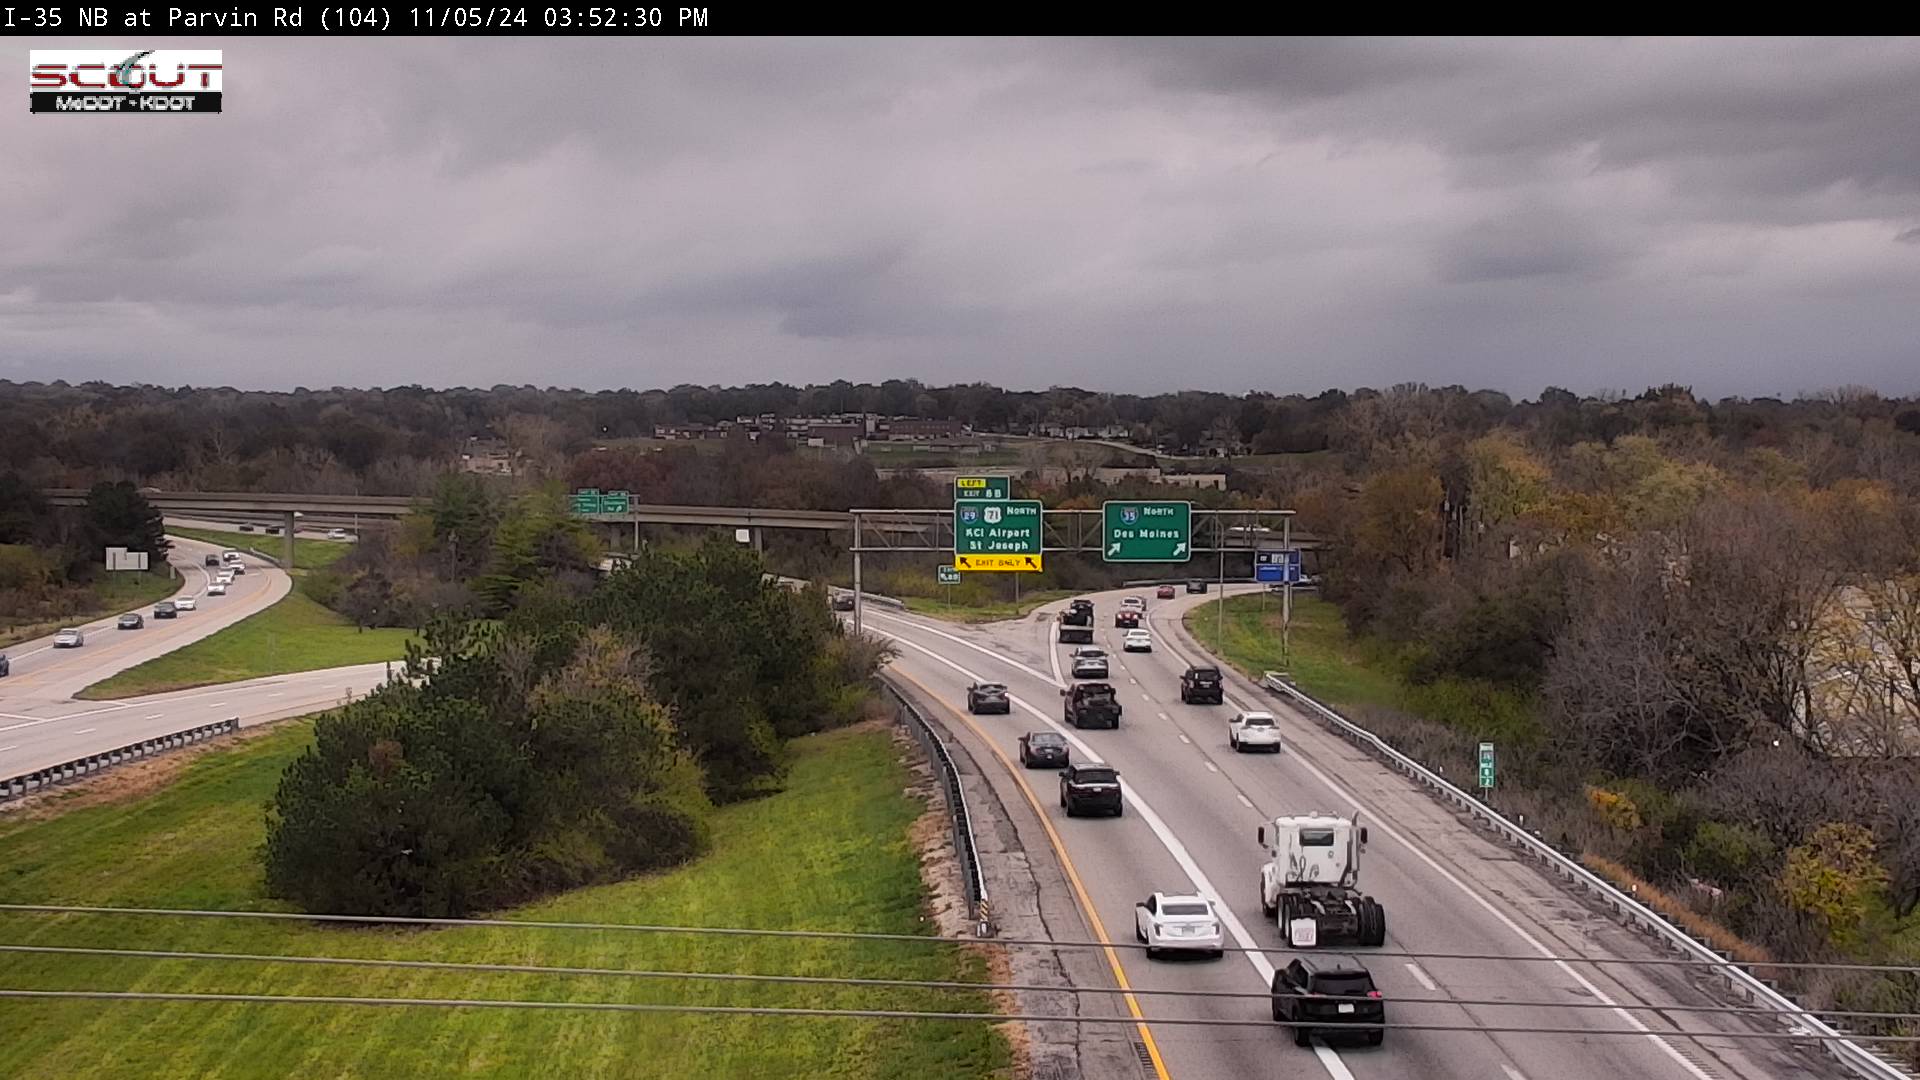 I-35 NB at Parvin Rd (104) 11/05/24 03:52:30 PM
SCOUT
MODOT - KDOT
LEFT
EXIT 8B
29 71 NORTH
KCI Airport
St Joseph
EXIT ONLY
35 NORTH
Des Moines